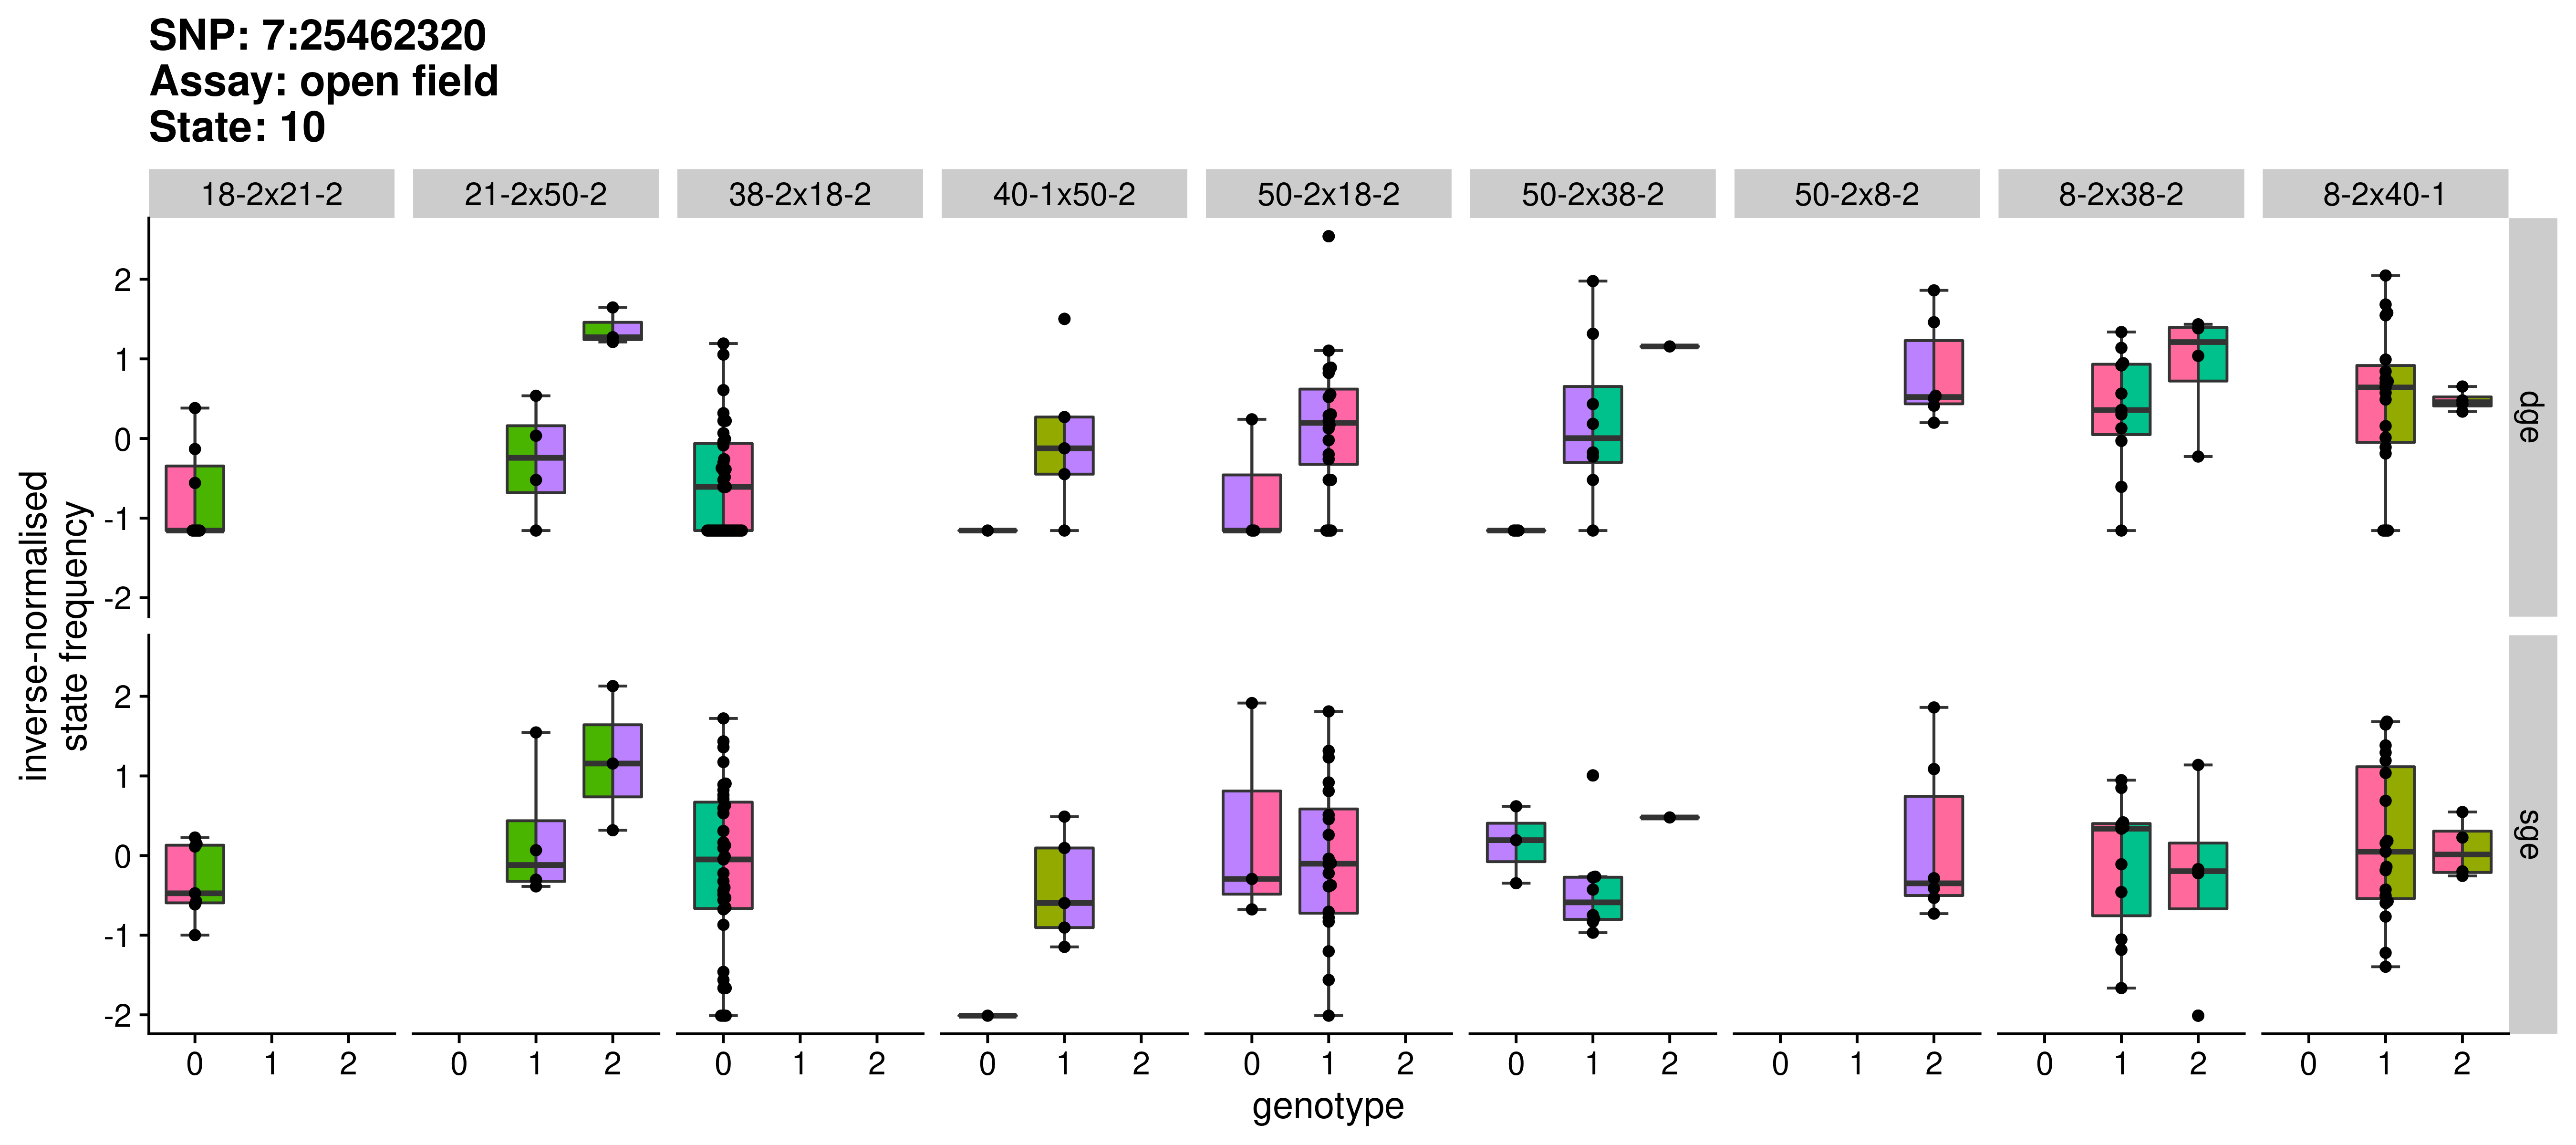 SNP: 7:25462320
Assay: open field
State: 10
18-2x21-2 21-2x50-2 38-2x18-2 40-1x50-2 50-2x18-2 50-2x38-2 50-2x8-2 8-2x38-2 8-2x40-1
inverse-normalised
state frequency
2
1
0
-1
-2
dge
2
1
0
-1
-2
sge
0 1 2 0 1 2 0 1 2 0 1 2 0 1 2 0 1 2 0 1 2 0 1 2 0 1 2
genotype